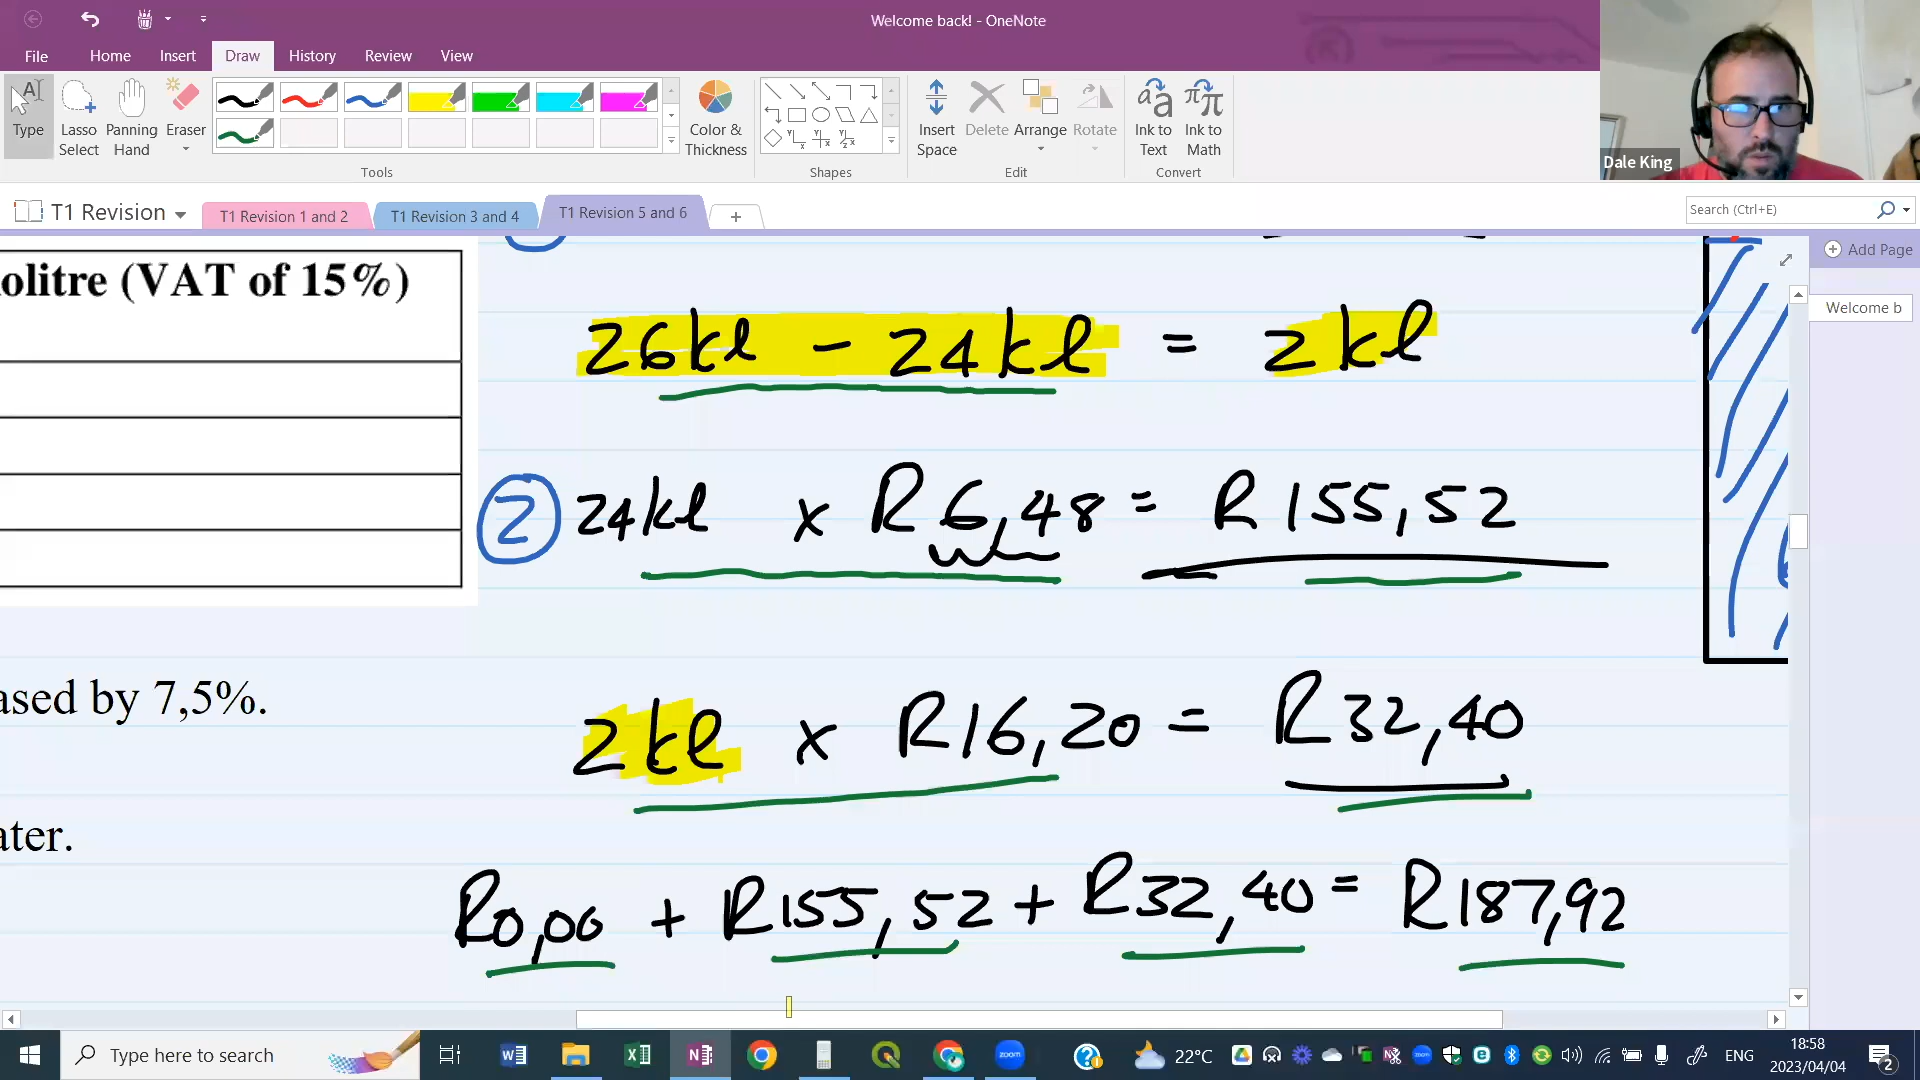 Welcome back! - OneNote
File Home Insert Draw History Review View
Type
Lasso Select
Panning Hand
Eraser
Color & Thickness
Insert Space
Delete
Arrange
Rotate
Ink to Text
Ink to Math
Tools
Shapes
Edit
Convert
Dale King
T1 Revision
T1 Revision 1 and 2
T1 Revision 3 and 4
T1 Revision 5 and 6
Search (Ctrl+E)
Add Page
Welcome b
olitre (VAT of 15%)
26kl - 24kl = 2kl
2 24kl x R6,48 = R155,52
ased by 7,5%.
2kl x R16,20 = R32,40
ater.
R0,00 + R155,52 + R32,40 = R187,92
Type here to search
zoom
22°C
ENG
18:58
2023/04/04
2